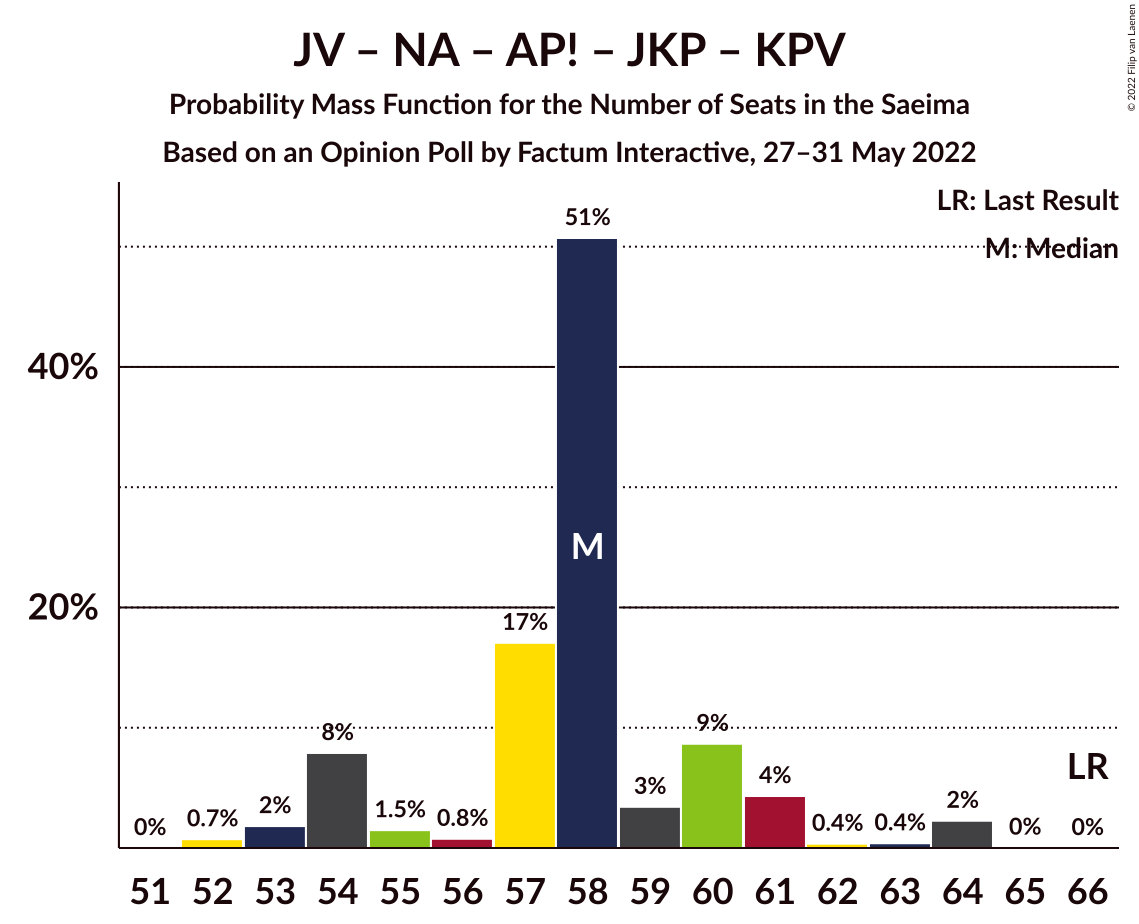 JV – NA – AP! – JKP – KPV
Probability Mass Function for the Number of Seats in the Saeima
Based on an Opinion Poll by Factum Interactive, 27–31 May 2022
© 2022 Filip van Laenen
LR: Last Result
M: Median
40%
20%
0%
0.7%
2%
8%
1.5%
0.8%
17%
51%
M
3%
9%
4%
0.4%
0.4%
2%
0%
0%
LR
51 52 53 54 55 56 57 58 59 60 61 62 63 64 65 66